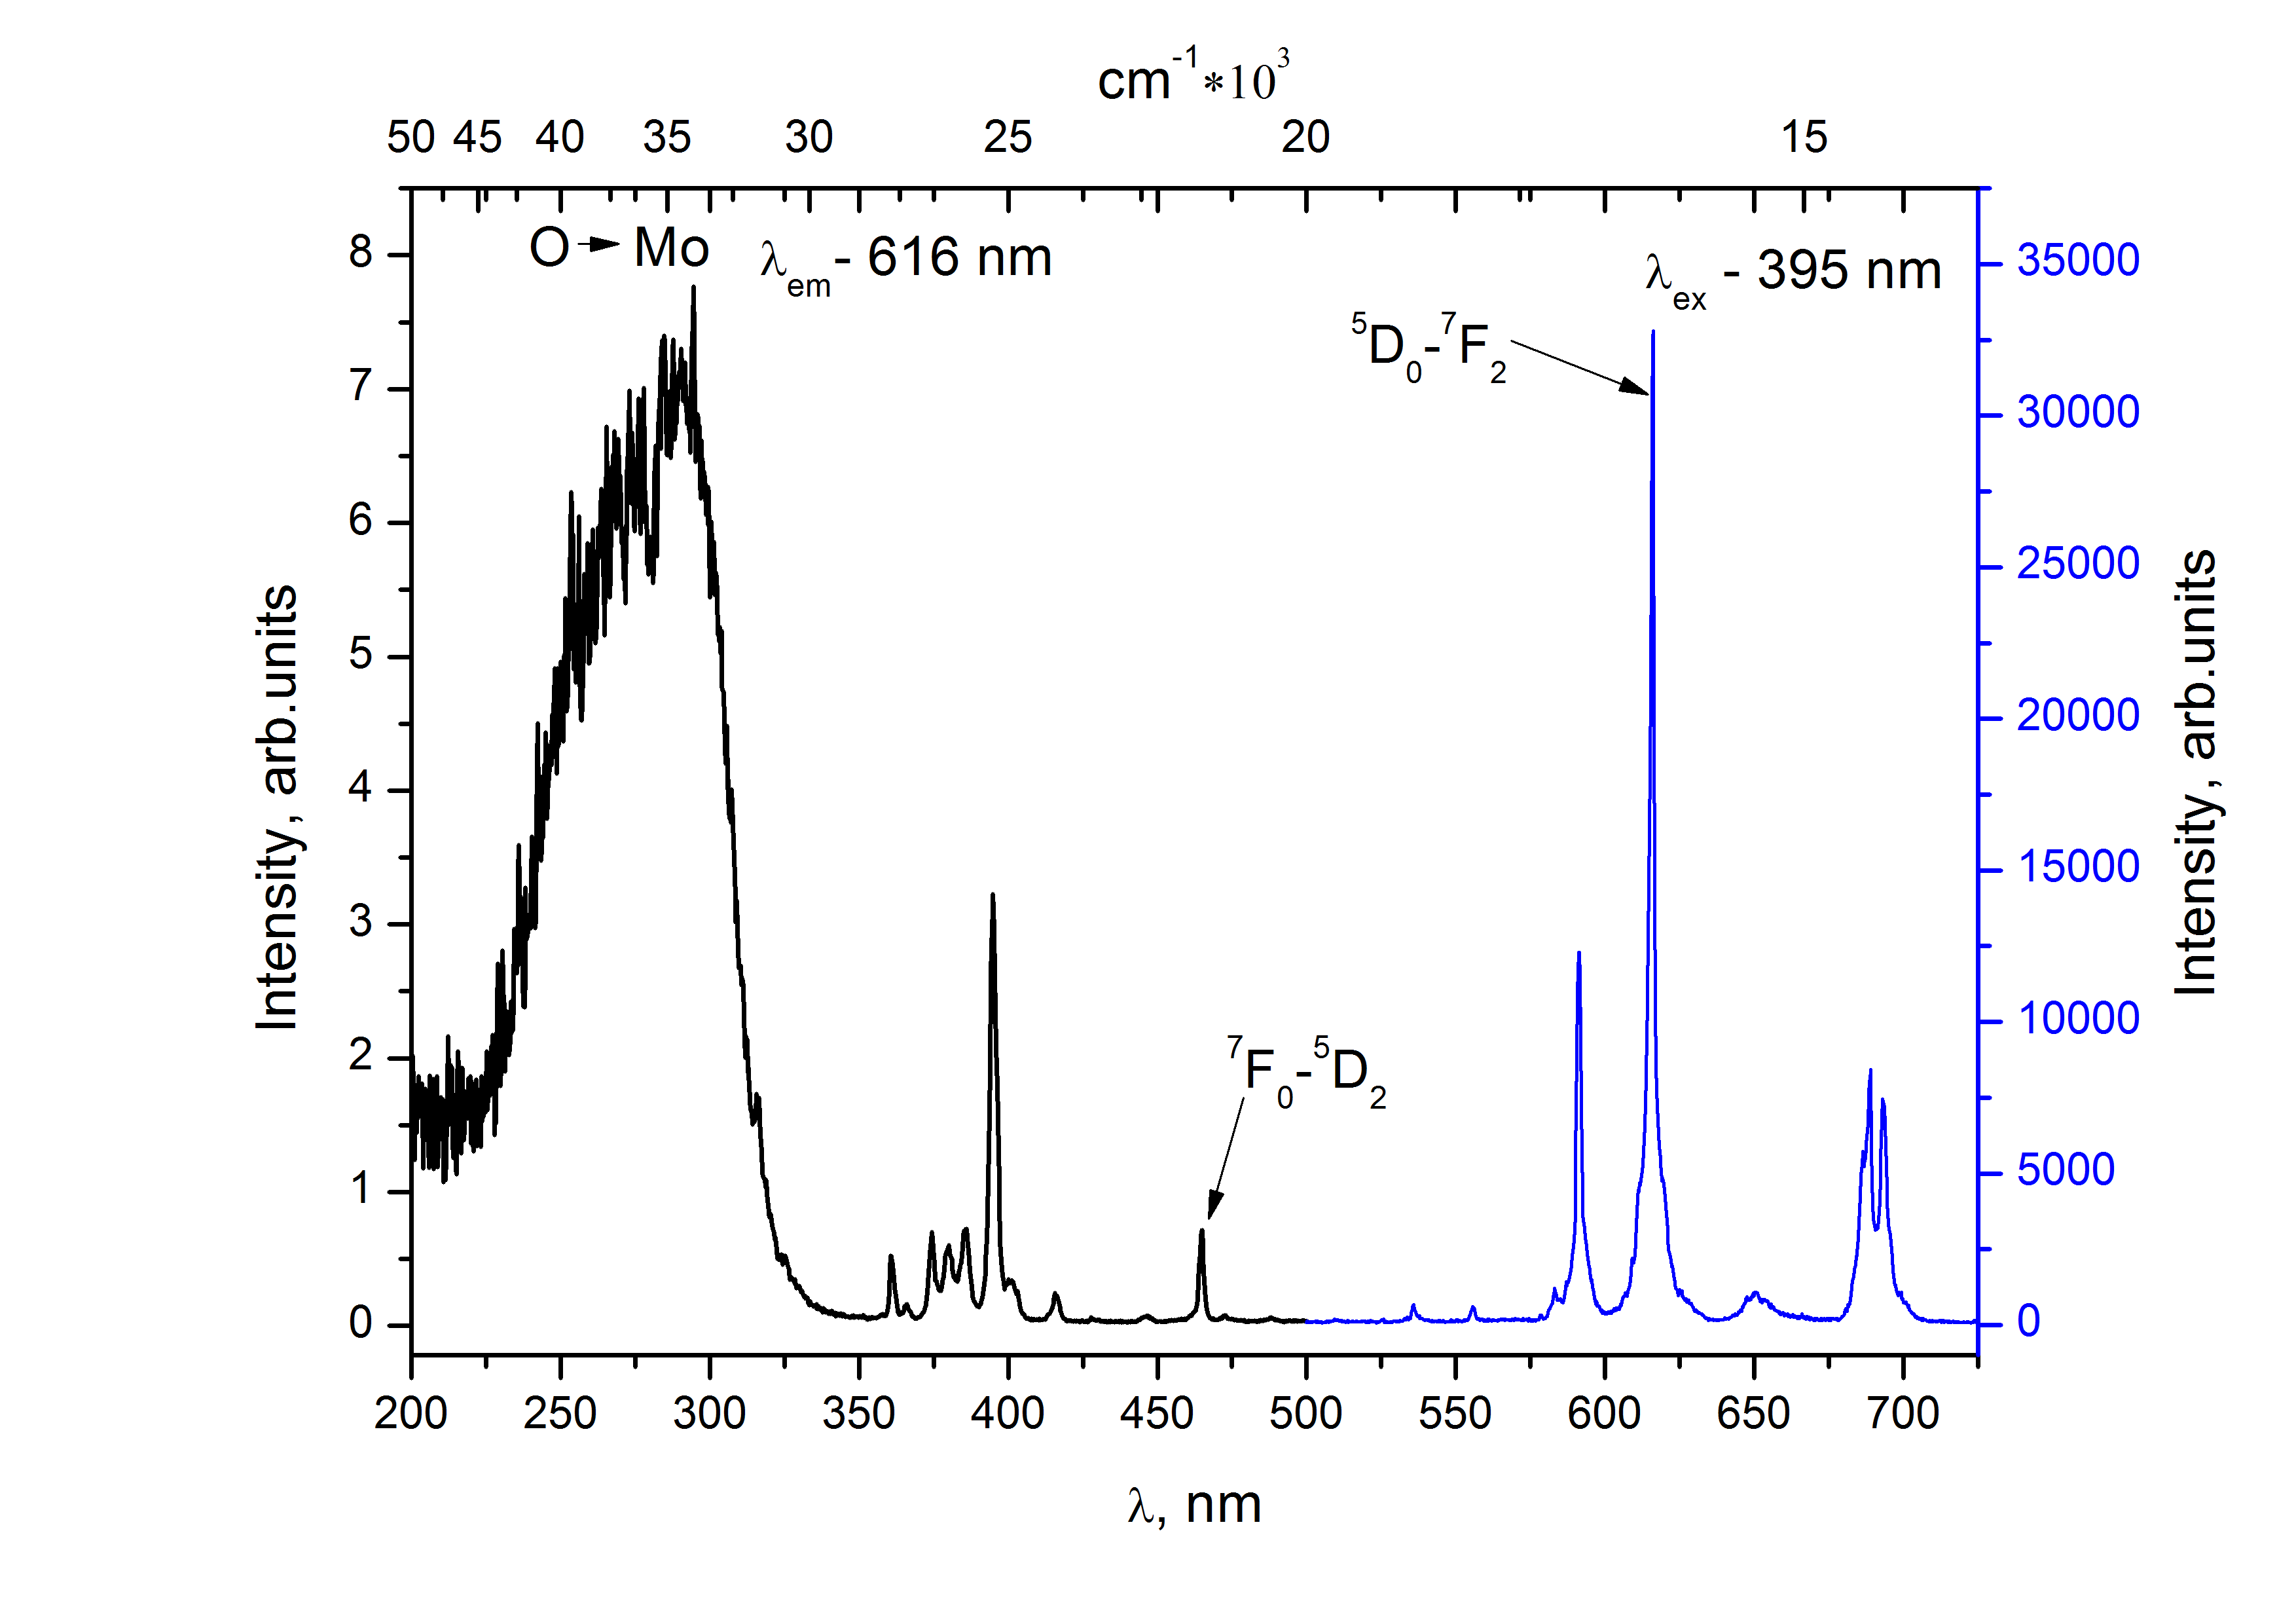 cm⁻¹*10³
50 45 40 35 30 25 20 15
O → Mo
λem - 616 nm
λex - 395 nm
⁵D₀-⁷F₂
⁷F₀-⁵D₂
8
7
6
5
4
3
2
1
0
Intensity, arb.units
35000
30000
25000
20000
15000
10000
5000
0
Intensity, arb.units
200 250 300 350 400 450 500 550 600 650 700
λ, nm